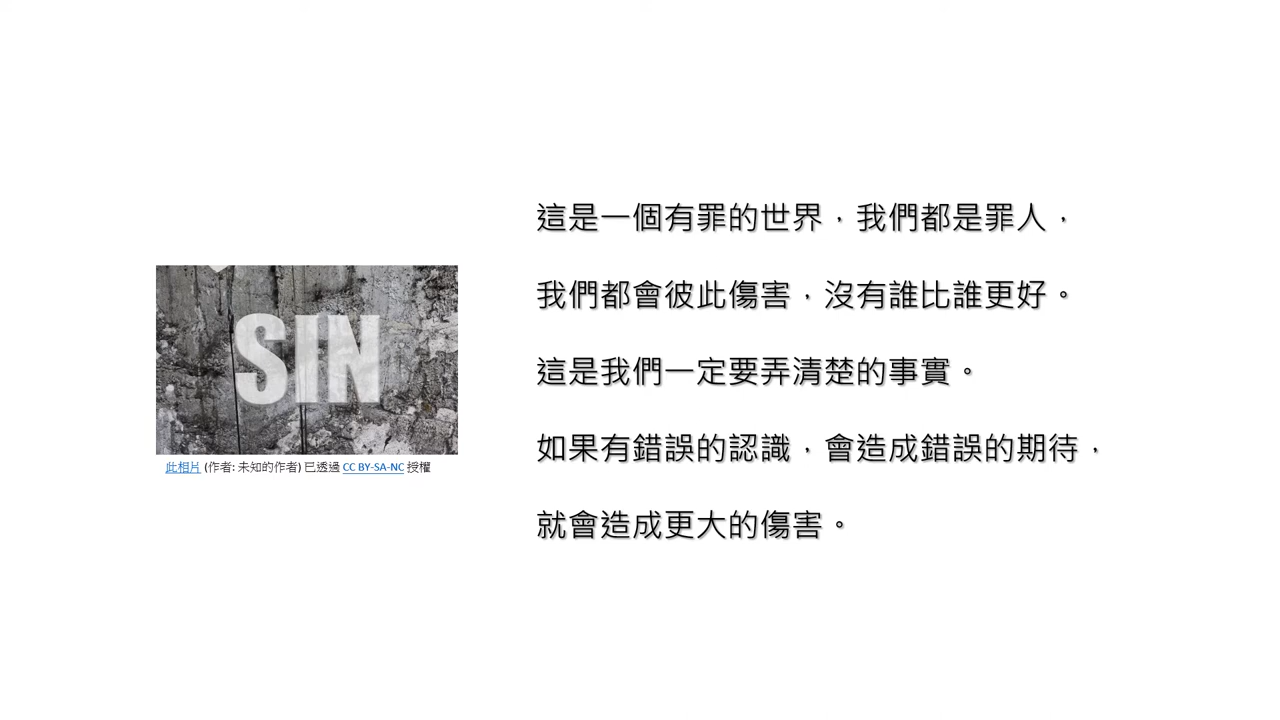 這是一個有罪的世界，我們都是罪人，
我們都會彼此傷害，沒有誰比誰更好。
這是我們一定要弄清楚的事實。
如果有錯誤的認識，會造成錯誤的期待，
就會造成更大的傷害。
SIN
此相片 (作者: 未知的作者) 已透過 CC BY-SA-NC 授權